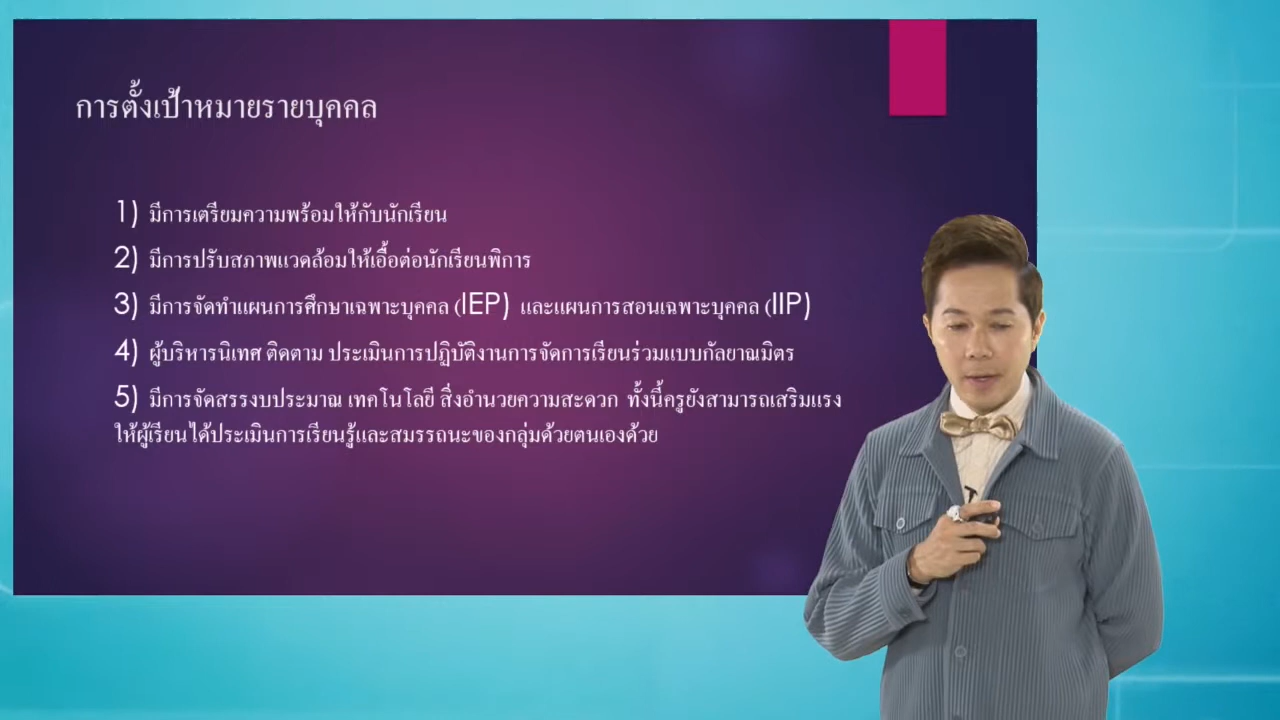 การตั้งเป้าหมายรายบุคคล
1) มีการเตรียมความพร้อมให้กับนักเรียน
2) มีการปรับสภาพแวดล้อมให้เอื้อต่อนักเรียนพิการ
3) มีการจัดทำแผนการศึกษาเฉพาะบุคคล (IEP) และแผนการสอนเฉพาะบุคคล (IIP)
4) ผู้บริหารนิเทศ ติดตาม ประเมินการปฏิบัติงานการจัดการเรียนร่วมแบบกัลยาณมิตร
5) มีการจัดสรรงบประมาณ เทคโนโลยี สิ่งอำนวยความสะดวก ทั้งนี้ครูยังสามารถเสริมแรง
ให้ผู้เรียนได้ประเมินการเรียนรู้และสมรรถนะของกลุ่มด้วยตนเองด้วย